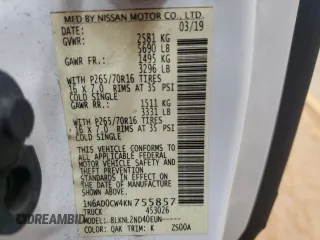 MFD BY NISSAN MOTOR CO., LTD.
DATE: 03/19
GVWR: 2581 KG
5690 LB
GAWR FR: 1495 KG
3296 LB
WITH P265/70R16 TIRES
16 X 7.0 RIMS AT 35 PSI
COLD SINGLE
GAWR RR: 1511 KG
3331 LB
WITH P265/70R16 TIRES
16 X 7.0 RIMS AT 35 PSI
COLD SINGLE
THIS VEHICLE CONFORMS TO ALL
APPLICABLE FEDERAL MOTOR
VEHICLE SAFETY AND THEFT
PREVENTION STANDARDS IN
EFFECT ON THE DATE OF
MANUFACTURE SHOWN ABOVE
1N6AD0CW4KN755857
TRUCK 453026
MODEL: BLKNL2ND40EUN-----
COLOR: QAK TRIM: K ZS00A